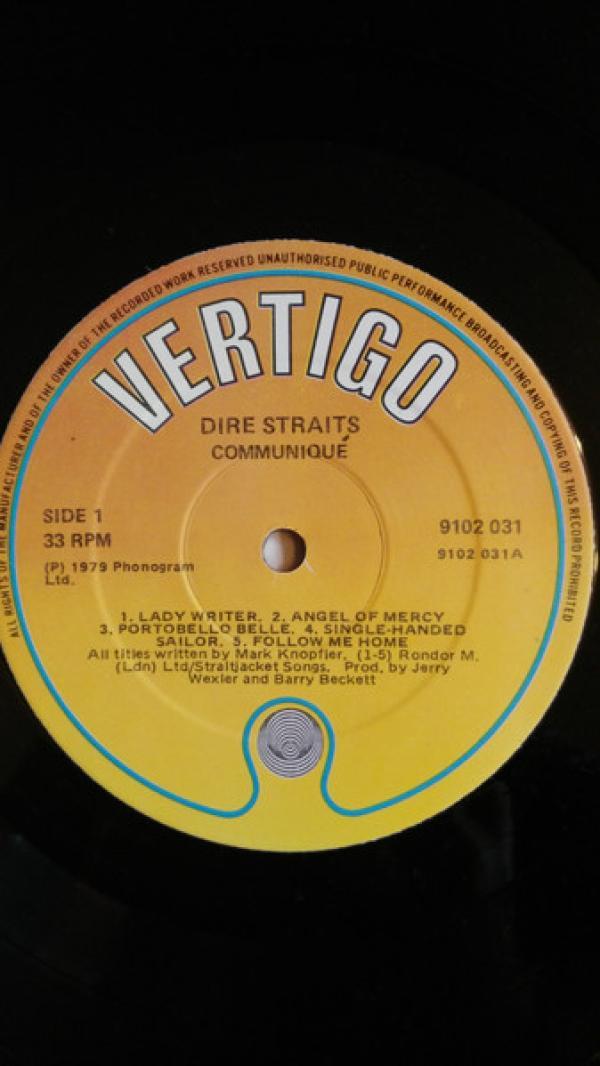 ALL RIGHTS OF THE MANUFACTURER AND OF THE OWNER OF THE RECORDED WORK RESERVED UNAUTHORISED PUBLIC PERFORMANCE BROADCASTING AND COPYING OF THIS RECORD PROHIBITED
VERTIGO
DIRE STRAITS
COMMUNIQUÉ
SIDE 1
33 RPM
9102 031
9102 031A
(P) 1979 Phonogram
Ltd.
1. LADY WRITER. 2. ANGEL OF MERCY
3. PORTOBELLO BELLE. 4. SINGLE-HANDED
SAILOR. 5. FOLLOW ME HOME
All titles written by Mark Knopfler, (1-5) Rondor M.
(Ldn) Ltd/Straitjacket Songs. Prod. by Jerry
Wexler and Barry Beckett